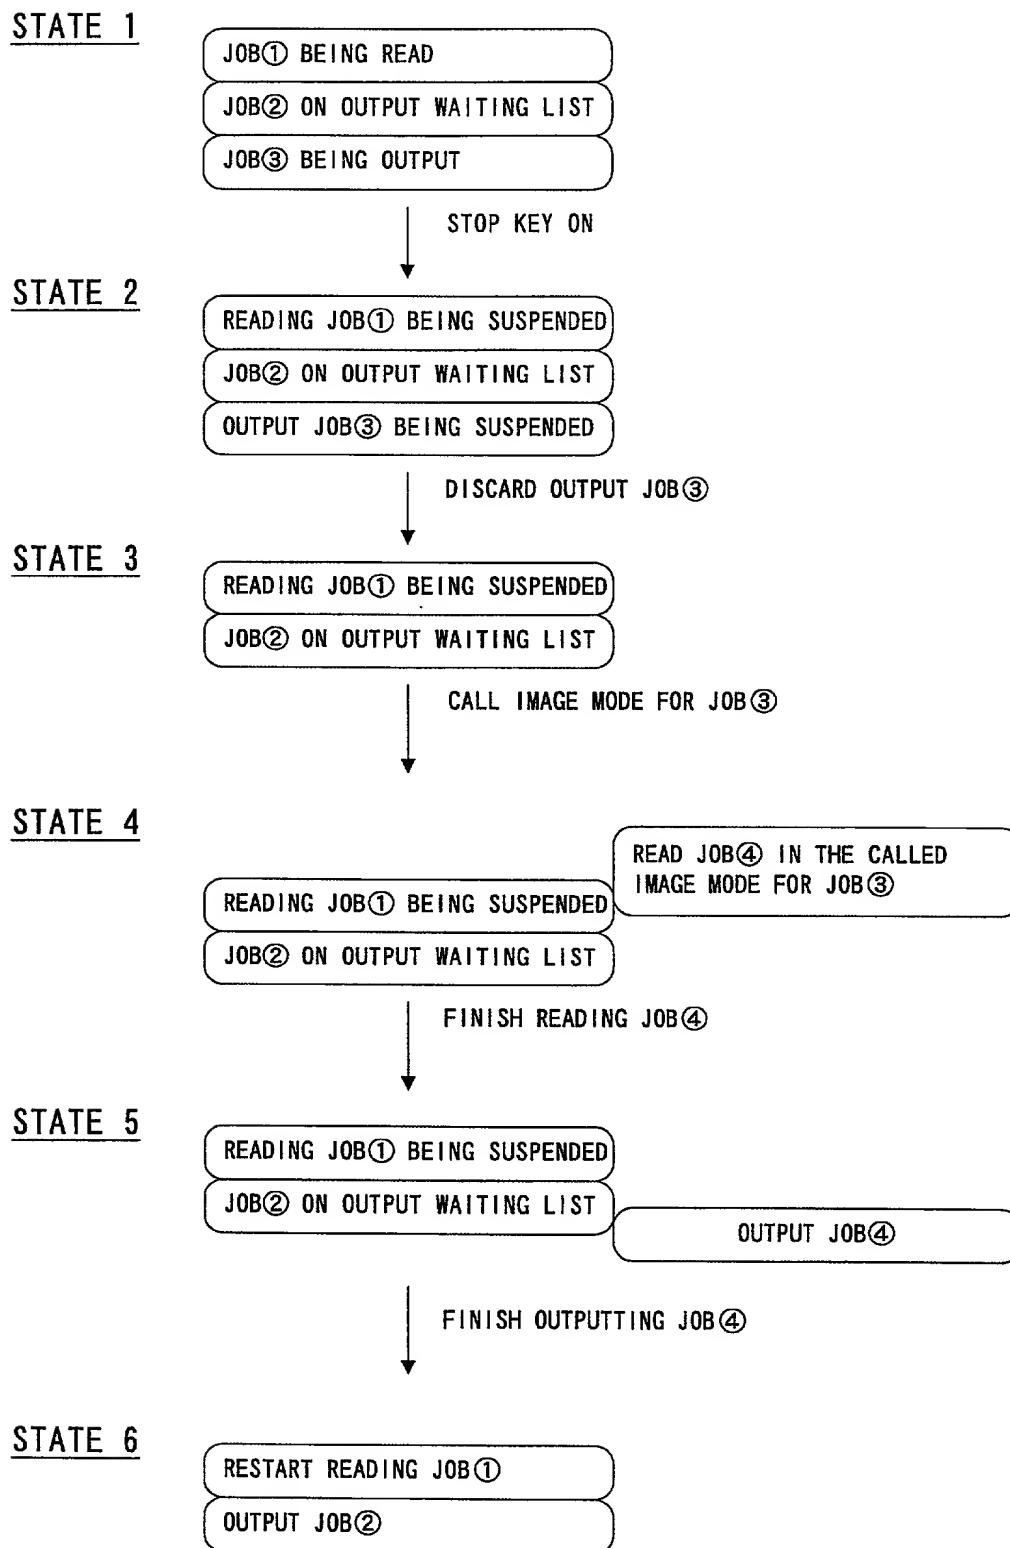 STATE 1
JOB① BEING READ
JOB② ON OUTPUT WAITING LIST
JOB③ BEING OUTPUT
STOP KEY ON
STATE 2
READING JOB① BEING SUSPENDED
JOB② ON OUTPUT WAITING LIST
OUTPUT JOB③ BEING SUSPENDED
DISCARD OUTPUT JOB③
STATE 3
READING JOB① BEING SUSPENDED
JOB② ON OUTPUT WAITING LIST
CALL IMAGE MODE FOR JOB③
STATE 4
READ JOB④ IN THE CALLED
IMAGE MODE FOR JOB③
READING JOB① BEING SUSPENDED
JOB② ON OUTPUT WAITING LIST
FINISH READING JOB④
STATE 5
READING JOB① BEING SUSPENDED
JOB② ON OUTPUT WAITING LIST
OUTPUT JOB④
FINISH OUTPUTTING JOB④
STATE 6
RESTART READING JOB①
OUTPUT JOB②